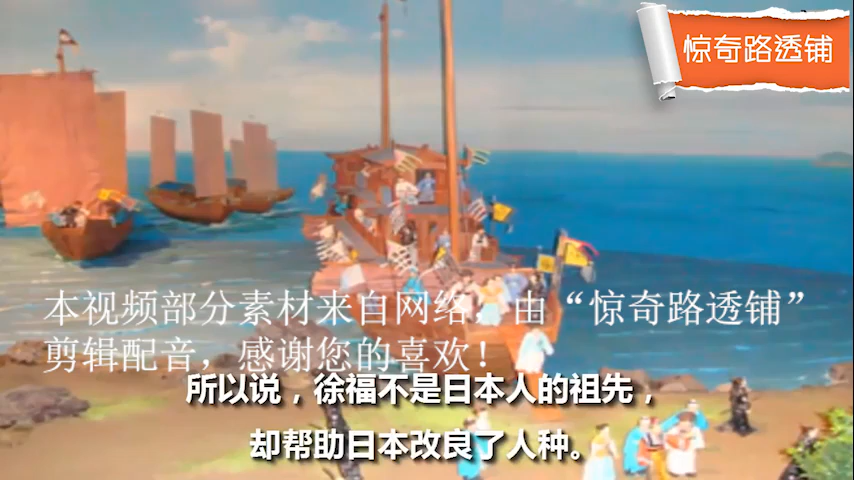 惊奇路透铺
本视频部分素材来自网络，由“惊奇路透铺”
剪辑配音，感谢您的喜欢！
所以说，徐福不是日本人的祖先，
却帮助日本改良了人种。